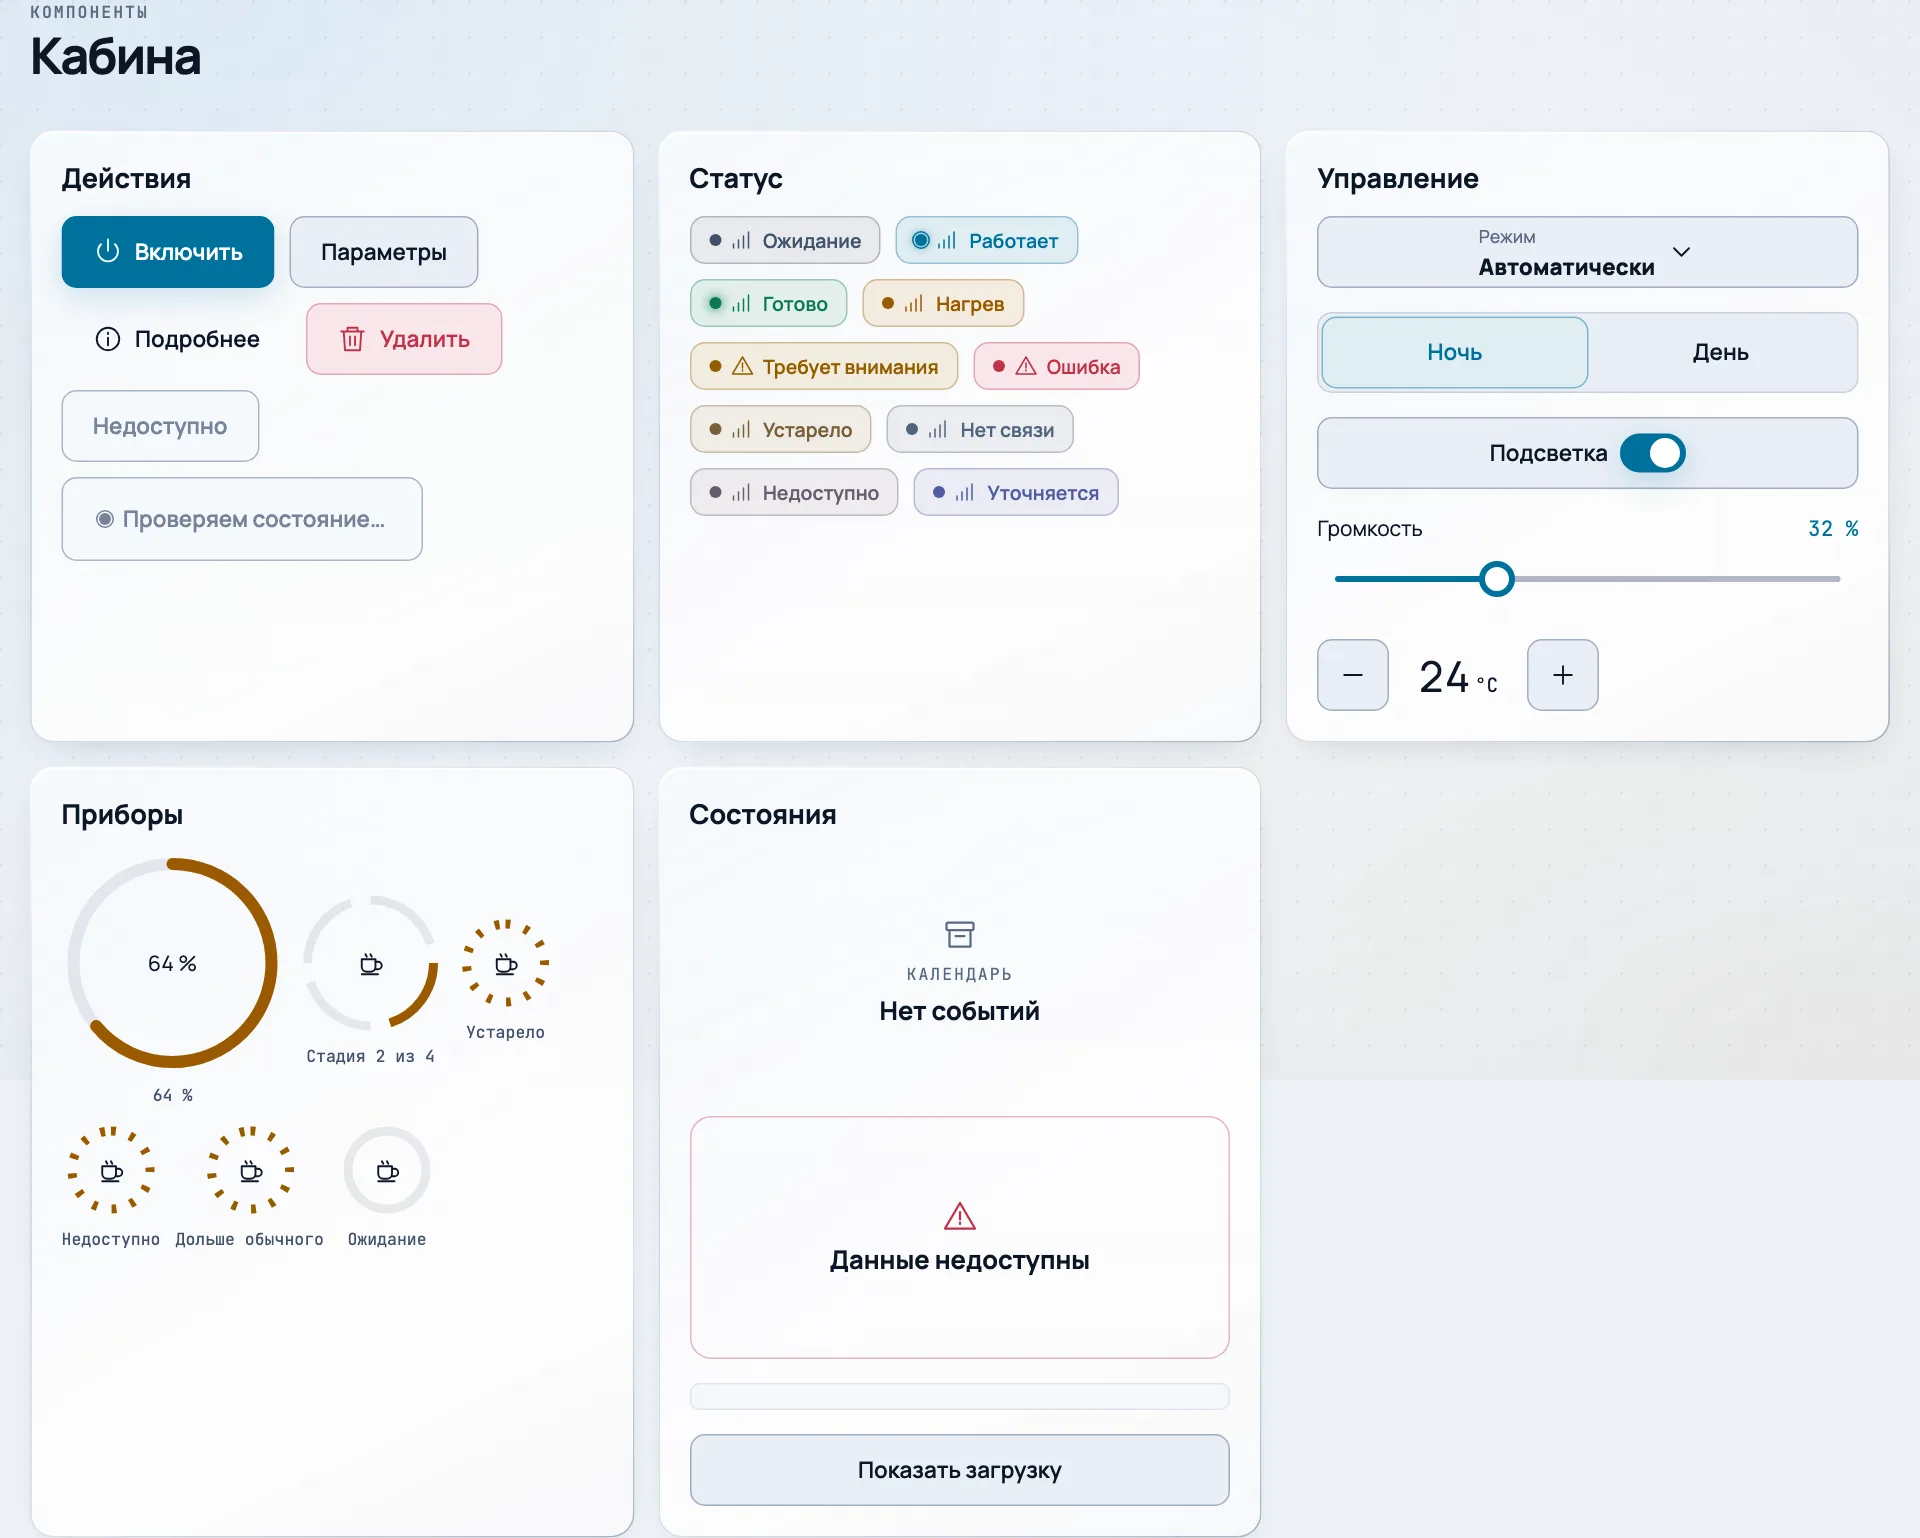 КОМПОНЕНТЫ
Кабина
Действия
Включить
Параметры
Подробнее
Удалить
Недоступно
Проверяем состояние…
Статус
Ожидание
Работает
Готово
Нагрев
Требует внимания
Ошибка
Устарело
Нет связи
Недоступно
Уточняется
Управление
Режим
Автоматически
Ночь
День
Подсветка
Громкость
32 %
24 °C
Приборы
64 %
64 %
Стадия 2 из 4
Устарело
Недоступно
Дольше обычного
Ожидание
Состояния
КАЛЕНДАРЬ
Нет событий
Данные недоступны
Показать загрузку